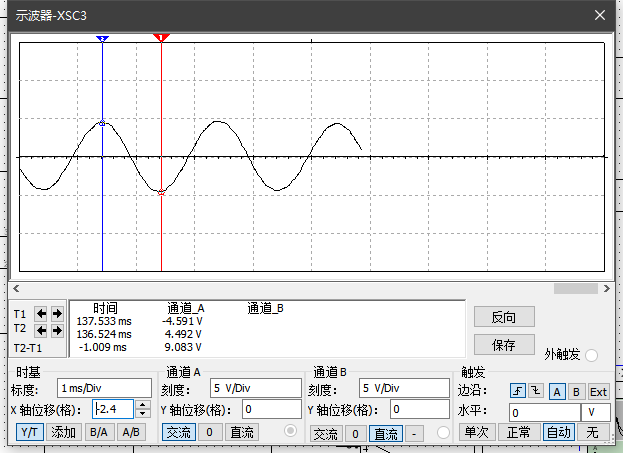 示波器-XSC3
2
1
时间 通道_A 通道_B
T1 137.533 ms -4.591 V
T2 136.524 ms 4.492 V
T2-T1 -1.009 ms 9.083 V
反向
保存
外触发
时基
标度: 1 ms/Div
X 轴位移(格): -2.4
Y/T 添加 B/A A/B
通道 A
刻度: 5 V/Div
Y 轴位移(格): 0
交流 0 直流
通道 B
刻度: 5 V/Div
Y 轴位移(格): 0
交流 0 直流 -
触发
边沿: A B Ext
水平: 0 V
单次 正常 自动 无